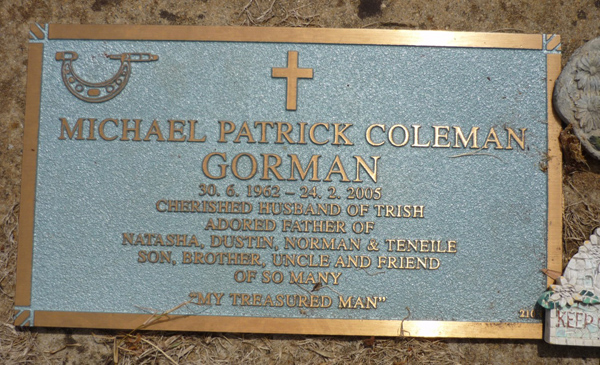 MICHAEL PATRICK COLEMAN
GORMAN
30. 6. 1962 – 24. 2. 2005
CHERISHED HUSBAND OF TRISH
ADORED FATHER OF
NATASHA, DUSTIN, NORMAN & TENEILE
SON, BROTHER, UNCLE AND FRIEND
OF SO MANY
"MY TREASURED MAN"
KEEP